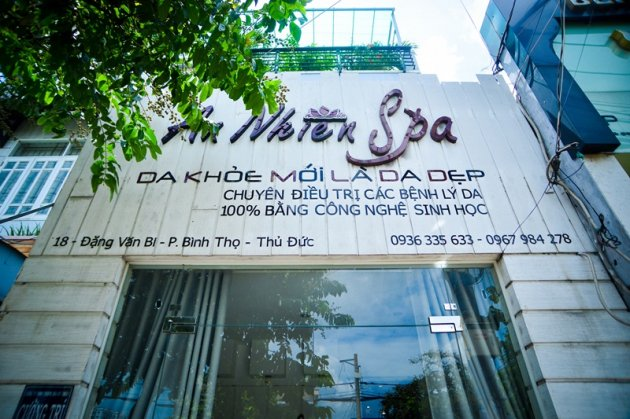 An Nhiên Spa
DA KHỎE MỚI LÀ DA ĐẸP
CHUYÊN ĐIỀU TRỊ CÁC BỆNH LÝ DA
100% BẰNG CÔNG NGHỆ SINH HỌC
18 - Đặng Văn Bi - P. Bình Thọ - Thủ Đức
0936 335 633 - 0967 984 278